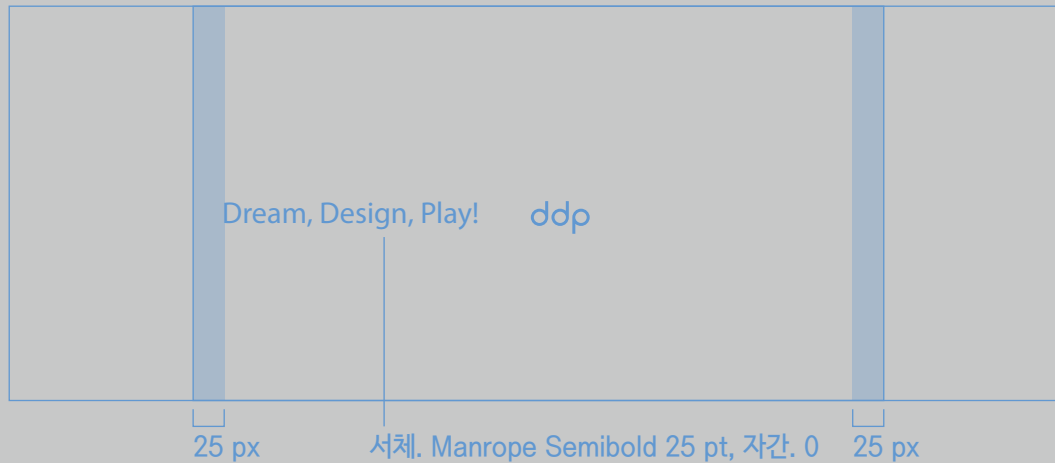 Dream, Design, Play! ddp
25 px 서체. Manrope Semibold 25 pt, 자간. 0 25 px